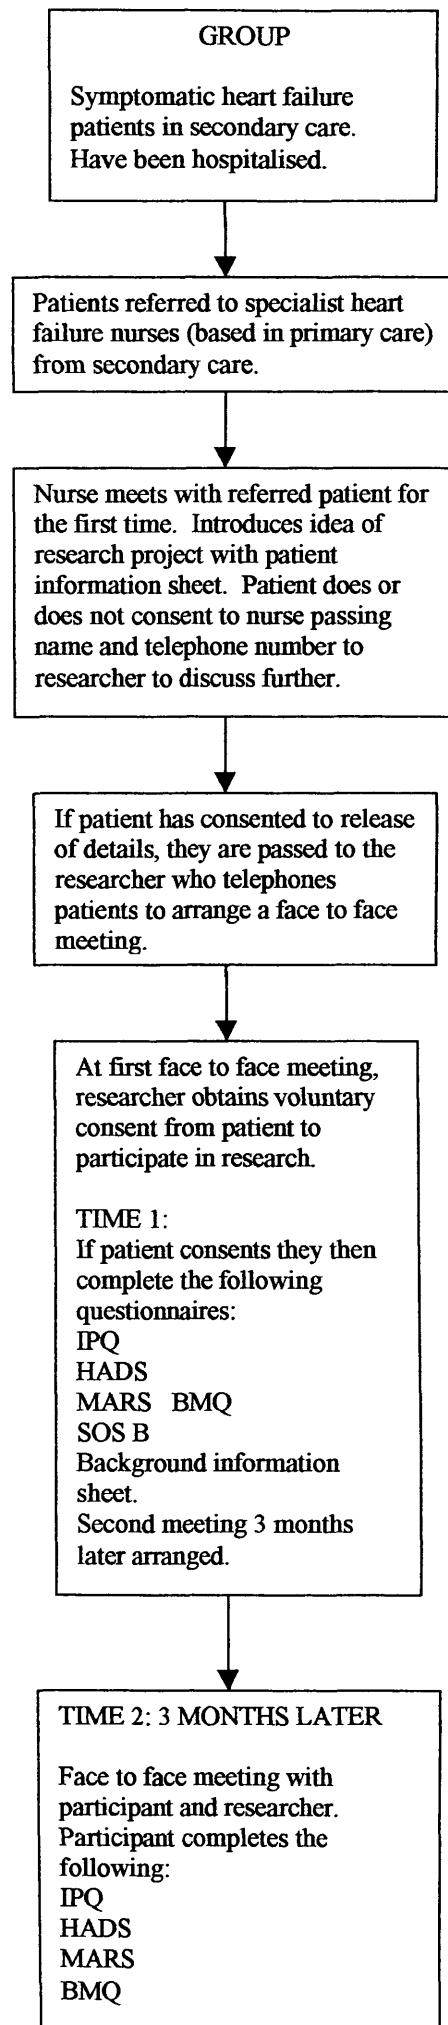 GROUP
Symptomatic heart failure
patients in secondary care.
Have been hospitalised.
Patients referred to specialist heart
failure nurses (based in primary care)
from secondary care.
Nurse meets with referred patient for
the first time. Introduces idea of
research project with patient
information sheet. Patient does or
does not consent to nurse passing
name and telephone number to
researcher to discuss further.
If patient has consented to release
of details, they are passed to the
researcher who telephones
patients to arrange a face to face
meeting.
At first face to face meeting,
researcher obtains voluntary
consent from patient to
participate in research.
TIME 1:
If patient consents they then
complete the following
questionnaires:
IPQ
HADS
MARS BMQ
SOS B
Background information
sheet.
Second meeting 3 months
later arranged.
TIME 2: 3 MONTHS LATER
Face to face meeting with
participant and researcher.
Participant completes the
following:
IPQ
HADS
MARS
BMQ